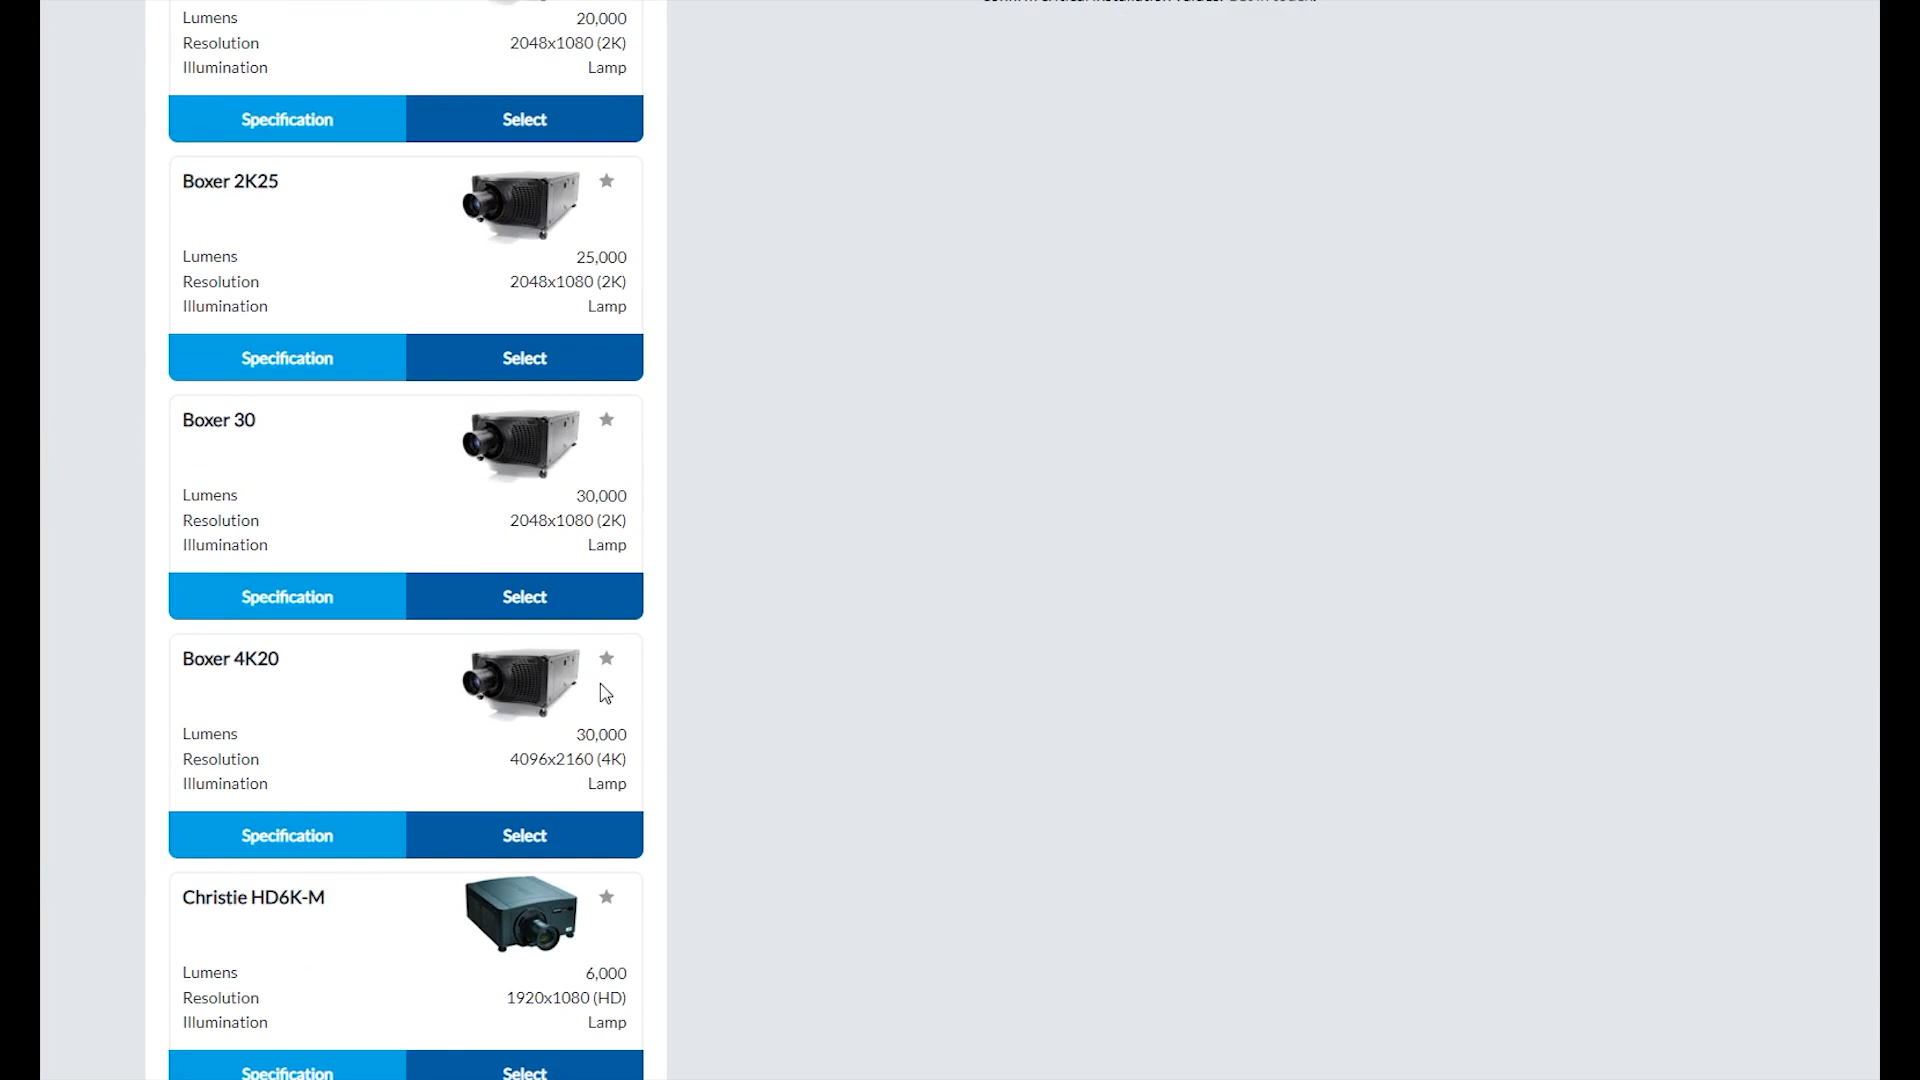 Lumens 20,000
Resolution 2048x1080 (2K)
Illumination Lamp
Specification Select
Boxer 2K25
Lumens 25,000
Resolution 2048x1080 (2K)
Illumination Lamp
Specification Select
Boxer 30
Lumens 30,000
Resolution 2048x1080 (2K)
Illumination Lamp
Specification Select
Boxer 4K20
Lumens 30,000
Resolution 4096x2160 (4K)
Illumination Lamp
Specification Select
Christie HD6K-M
Lumens 6,000
Resolution 1920x1080 (HD)
Illumination Lamp
Specification Select